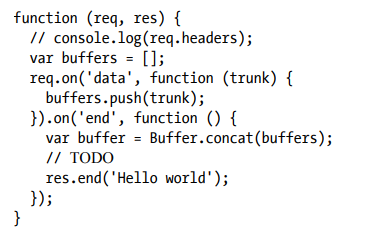 function (req, res) {
  // console.log(req.headers);
  var buffers = [];
  req.on('data', function (trunk) {
    buffers.push(trunk);
  }).on('end', function () {
    var buffer = Buffer.concat(buffers);
    // TODO
    res.end('Hello world');
  });
}